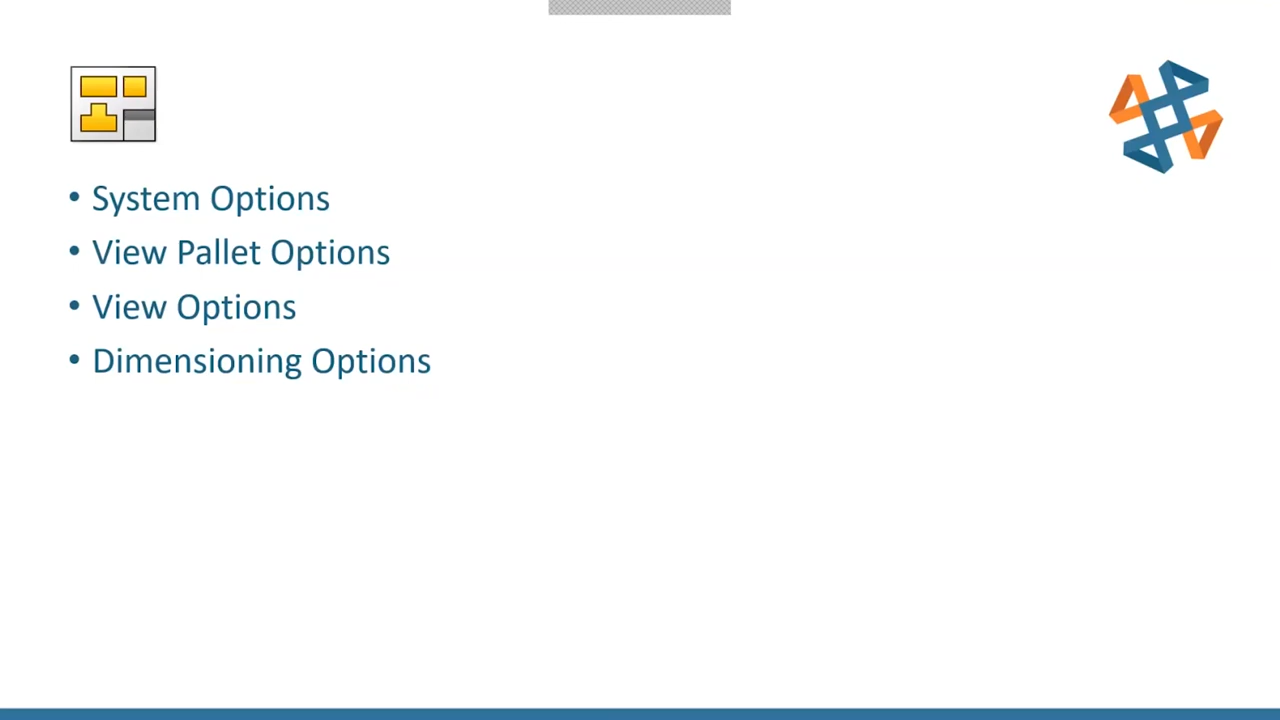 • System Options
• View Pallet Options
• View Options
• Dimensioning Options